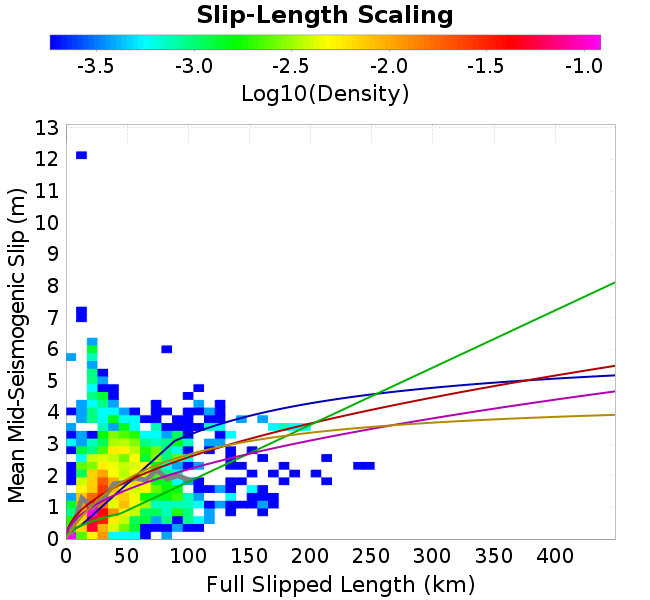 Slip-Length Scaling
-3.5 -3.0 -2.5 -2.0 -1.5 -1.0
Log10(Density)
13
12
11
10
9
8
7
6
5
4
3
2
1
0
Mean Mid-Seismogenic Slip (m)
0 50 100 150 200 250 300 350 400
Full Slipped Length (km)